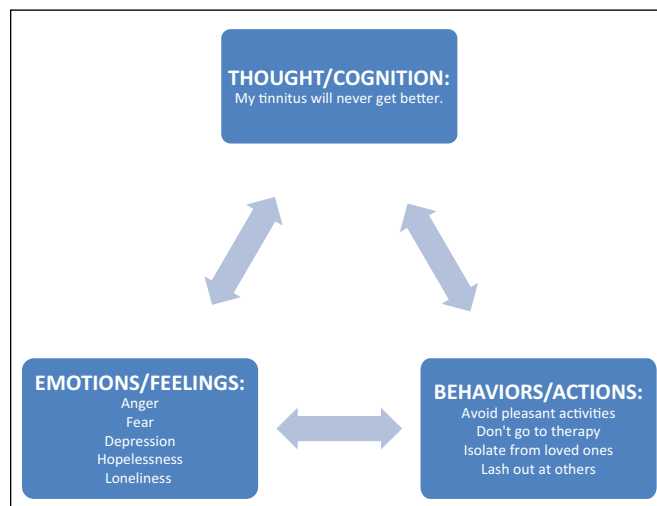 THOUGHT/COGNITION:
My tinnitus will never get better.
EMOTIONS/FEELINGS:
Anger
Fear
Depression
Hopelessness
Loneliness
BEHAVIORS/ACTIONS:
Avoid pleasant activities
Don't go to therapy
Isolate from loved ones
Lash out at others